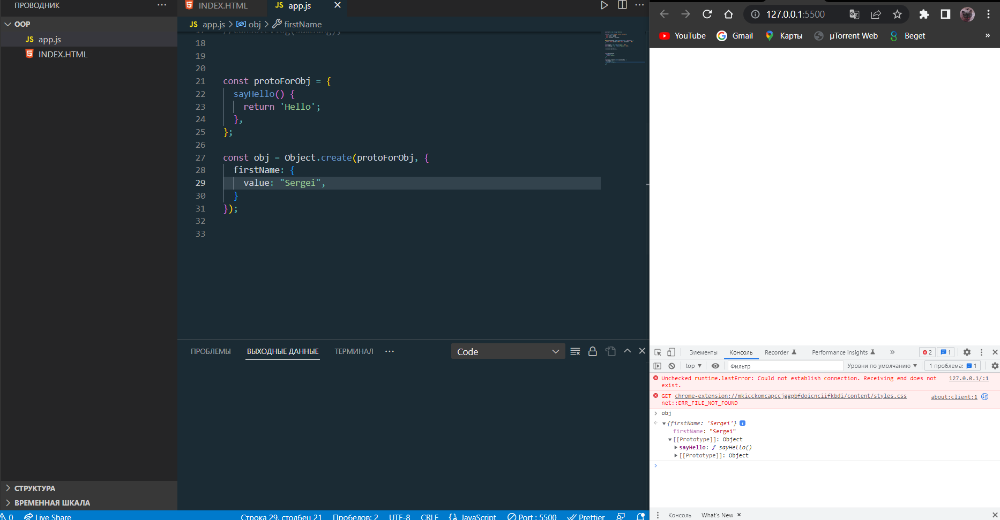 ПРОВОДНИК
OOP
JS app.js
INDEX.HTML
СТРУКТУРА
ВРЕМЕННАЯ ШКАЛА
INDEX.HTML
JS app.js
JS app.js > obj > firstName
17 //console.log(samsung);
18
19
20
21 const protoForObj = {
22 sayHello() {
23 return 'Hello';
24 },
25 };
26
27 const obj = Object.create(protoForObj, {
28 firstName: {
29 value: "Sergei",
30 }
31 });
32
33
ПРОБЛЕМЫ ВЫХОДНЫЕ ДАННЫЕ ТЕРМИНАЛ ··· Code
0 Live Share Строка 29, столбец 21 Пробелов: 2 UTF-8 CRLF {} JavaScript Port : 5500 Prettier
127.0.0.1:5500
YouTube Gmail Карты µTorrent Web Beget »
Элементы Консоль Recorder Performance insights » 2 1
top ▼ Фильтр Уровни по умолчанию ▼ 1 проблема: 1
Unchecked runtime.lastError: Could not establish connection. Receiving end does not 127.0.0.1/:1
exist.
GET chrome-extension://mkicckomcapccjggpbfdoicnciifkbdi/content/styles.css about:client:1
net::ERR_FILE_NOT_FOUND
> obj
▼{firstName: 'Sergei'} i
firstName: "Sergei"
▼[[Prototype]]: Object
▶sayHello: ƒ sayHello()
▶[[Prototype]]: Object
>
Консоль What's New ×